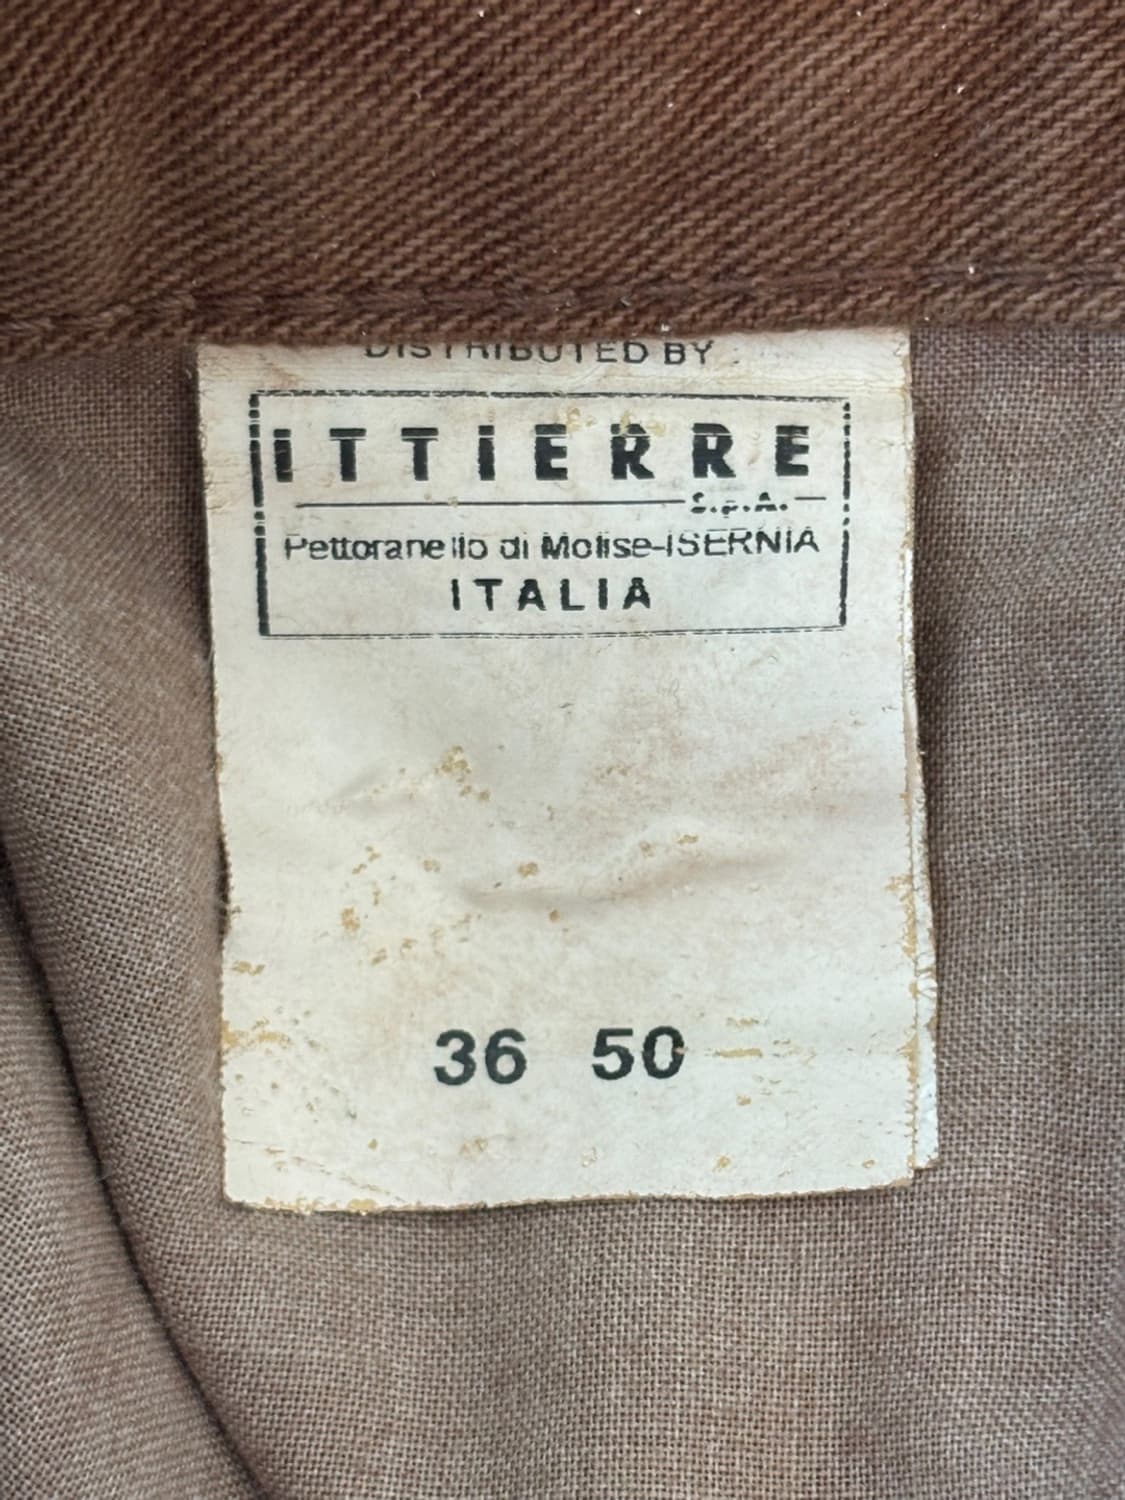 DISTRIBUTED BY :
ITTIERRE
S.p.A.
Pettoranello di Molise-ISERNIA
ITALIA
36 50